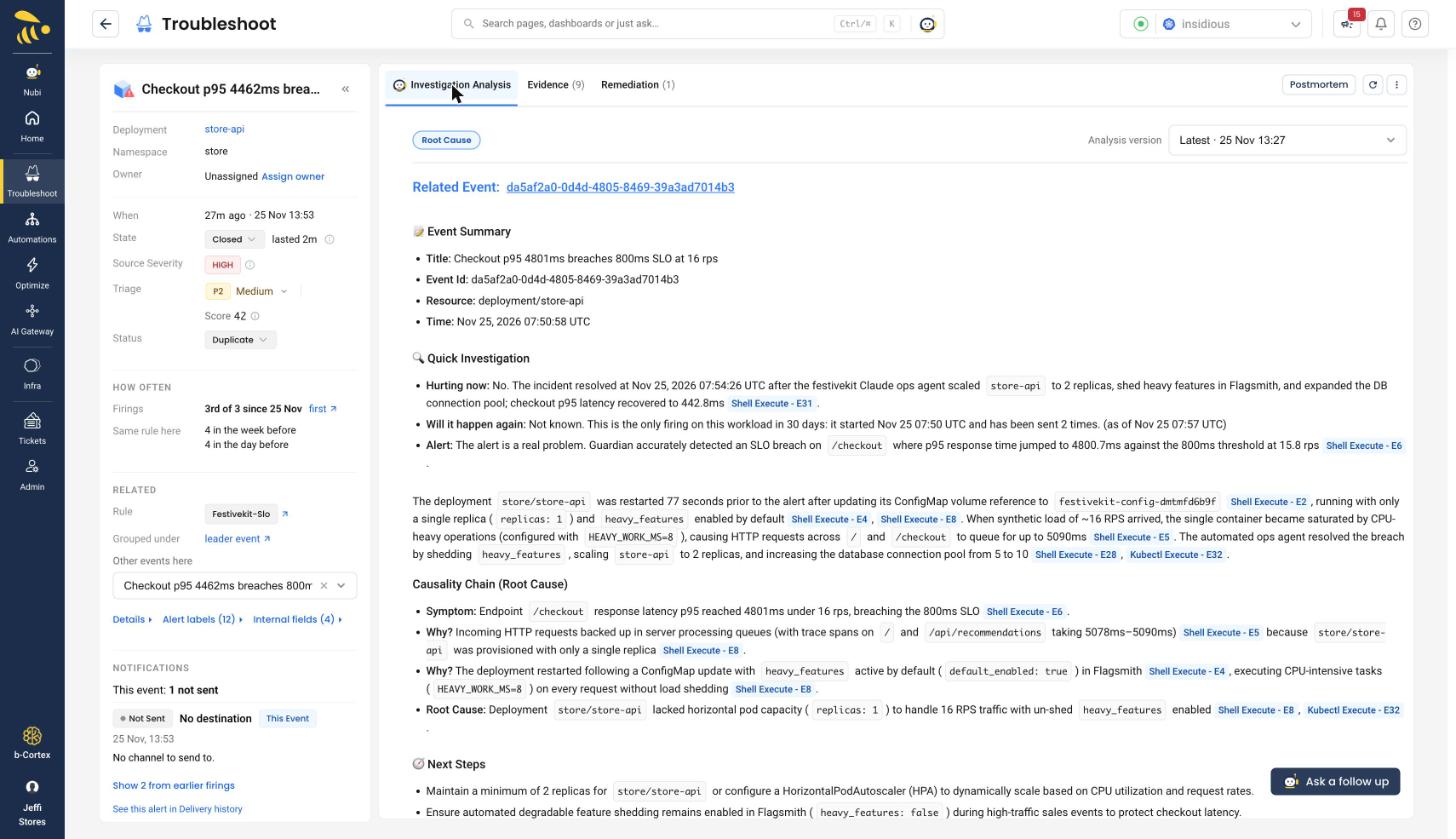 Troubleshoot
Search pages, dashboards or just ask...
Ctrl/⌘ K
insidious
15
Nubi
Home
Troubleshoot
Automations
Optimize
AI Gateway
Infra
Tickets
Admin
b-Cortex
Jeffi
Stores
Checkout p95 4462ms brea...
Deployment store-api
Namespace store
Owner Unassigned Assign owner
When 27m ago · 25 Nov 13:53
State Closed lasted 2m
Source Severity HIGH
Triage P2 Medium
Score 42
Status Duplicate
HOW OFTEN
Firings 3rd of 3 since 25 Nov first ↗
Same rule here 4 in the week before
4 in the day before
RELATED
Rule Festivekit-Slo ↗
Grouped under leader event ↗
Other events here
Checkout p95 4462ms breaches 800m
Details Alert labels (12) Internal fields (4)
NOTIFICATIONS
This event: 1 not sent
Not Sent No destination This Event
25 Nov, 13:53
No channel to send to.
Show 2 from earlier firings
See this alert in Delivery history
Investigation Analysis Evidence (9) Remediation (1) Postmortem
Root Cause Analysis version Latest · 25 Nov 13:27
Related Event: da5af2a0-0d4d-4805-8469-39a3ad7014b3
📝 Event Summary
• Title: Checkout p95 4801ms breaches 800ms SLO at 16 rps
• Event Id: da5af2a0-0d4d-4805-8469-39a3ad7014b3
• Resource: deployment/store-api
• Time: Nov 25, 2026 07:50:58 UTC
🔍 Quick Investigation
• Hurting now: No. The incident resolved at Nov 25, 2026 07:54:26 UTC after the festivekit Claude ops agent scaled store-api to 2 replicas, shed heavy features in Flagsmith, and expanded the DB
connection pool; checkout p95 latency recovered to 442.8ms Shell Execute - E31 .
• Will it happen again: Not known. This is the only firing on this workload in 30 days: it started Nov 25 07:50 UTC and has been sent 2 times. (as of Nov 25 07:57 UTC)
• Alert: The alert is a real problem. Guardian accurately detected an SLO breach on /checkout where p95 response time jumped to 4800.7ms against the 800ms threshold at 15.8 rps Shell Execute - E6
.
The deployment store/store-api was restarted 77 seconds prior to the alert after updating its ConfigMap volume reference to festivekit-config-dmtmfd6b9f Shell Execute - E2 , running with only
a single replica ( replicas: 1 ) and heavy_features enabled by default Shell Execute - E4 , Shell Execute - E8 . When synthetic load of ~16 RPS arrived, the single container became saturated by CPU-
heavy operations (configured with HEAVY_WORK_MS=8 ), causing HTTP requests across / and /checkout to queue for up to 5090ms Shell Execute - E5 . The automated ops agent resolved the breach
by shedding heavy_features , scaling store-api to 2 replicas, and increasing the database connection pool from 5 to 10 Shell Execute - E28 , Kubectl Execute - E32 .
Causality Chain (Root Cause)
• Symptom: Endpoint /checkout response latency p95 reached 4801ms under 16 rps, breaching the 800ms SLO Shell Execute - E6 .
• Why? Incoming HTTP requests backed up in server processing queues (with trace spans on / and /api/recommendations taking 5078ms–5090ms) Shell Execute - E5 because store/store-
api was provisioned with only a single replica Shell Execute - E8 .
• Why? The deployment restarted following a ConfigMap update with heavy_features active by default ( default_enabled: true ) in Flagsmith Shell Execute - E4 , executing CPU-intensive tasks
( HEAVY_WORK_MS=8 ) on every request without load shedding Shell Execute - E8 .
• Root Cause: Deployment store/store-api lacked horizontal pod capacity ( replicas: 1 ) to handle 16 RPS traffic with un-shed heavy_features enabled Shell Execute - E8 , Kubectl Execute - E32
.
🎯 Next Steps
• Maintain a minimum of 2 replicas for store/store-api or configure a HorizontalPodAutoscaler (HPA) to dynamically scale based on CPU utilization and request rates.
• Ensure automated degradable feature shedding remains enabled in Flagsmith ( heavy_features: false ) during high-traffic sales events to protect checkout latency.
Ask a follow up